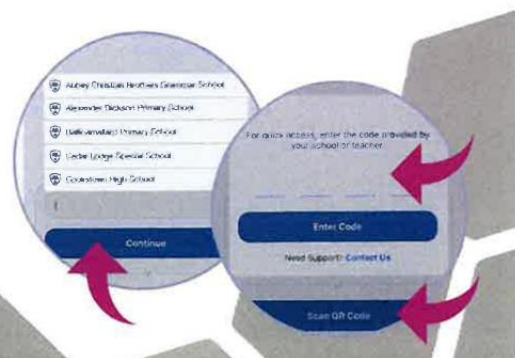 Abbey Christian Brothers Grammar School
Alexander Dickson Primary School
Ballinamallard Primary School
Cedar Lodge Special School
Cookstown High School
Continue
For quick access, enter the code provided by
your school or teacher.
Enter Code
Need Support? Contact Us
Scan QR Code